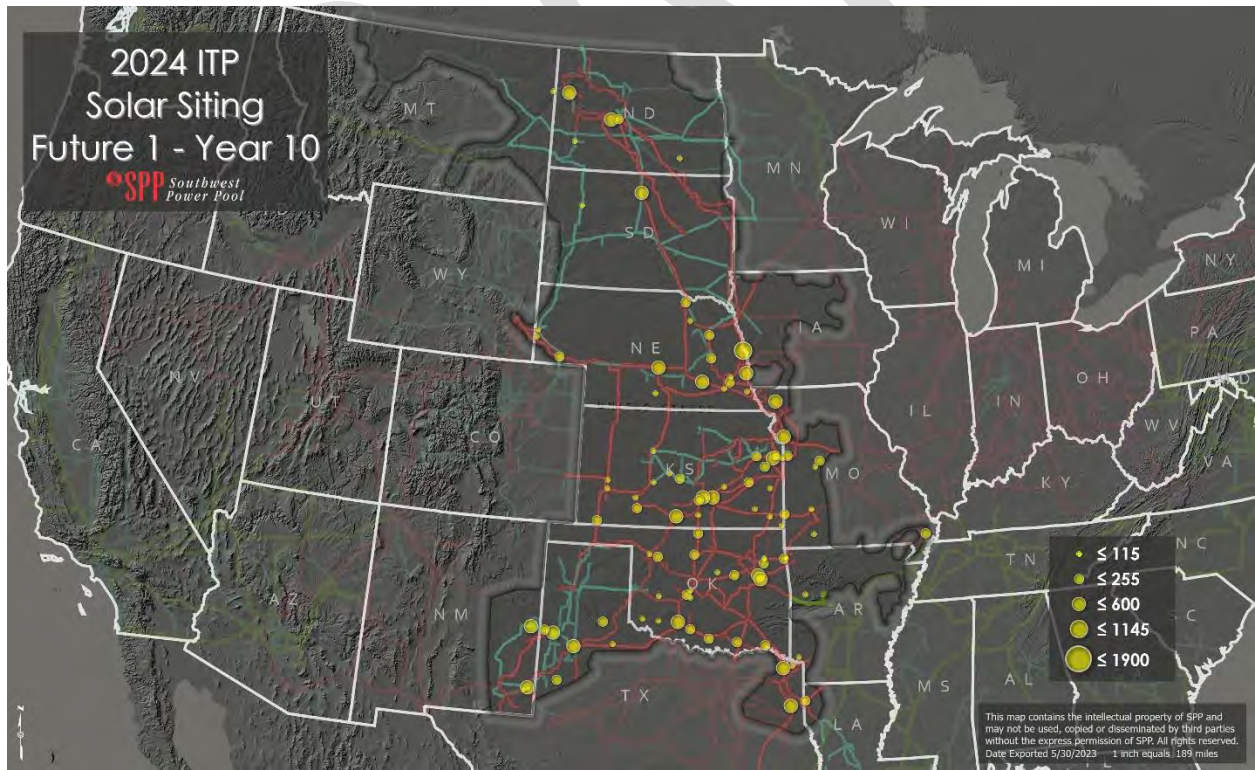 2024 ITP
Solar Siting
Future 1 - Year 10
SPP Southwest
Power Pool
MT
ND
MN
SD
WI
MI
NY
WY
IA
PA
NE
NV
UT
IL
IN
OH
CA
CO
WV
VA
KS
MO
KY
AZ
NM
OK
AR
TN
NC
SC
TX
MS
AL
LA
≤ 115
≤ 255
≤ 600
≤ 1145
≤ 1900
This map contains the intellectual property of SPP and
may not be used, copied or disseminated by third parties
without the express permission of SPP. All rights reserved.
Date Exported 5/30/2023 1 inch equals 189 miles